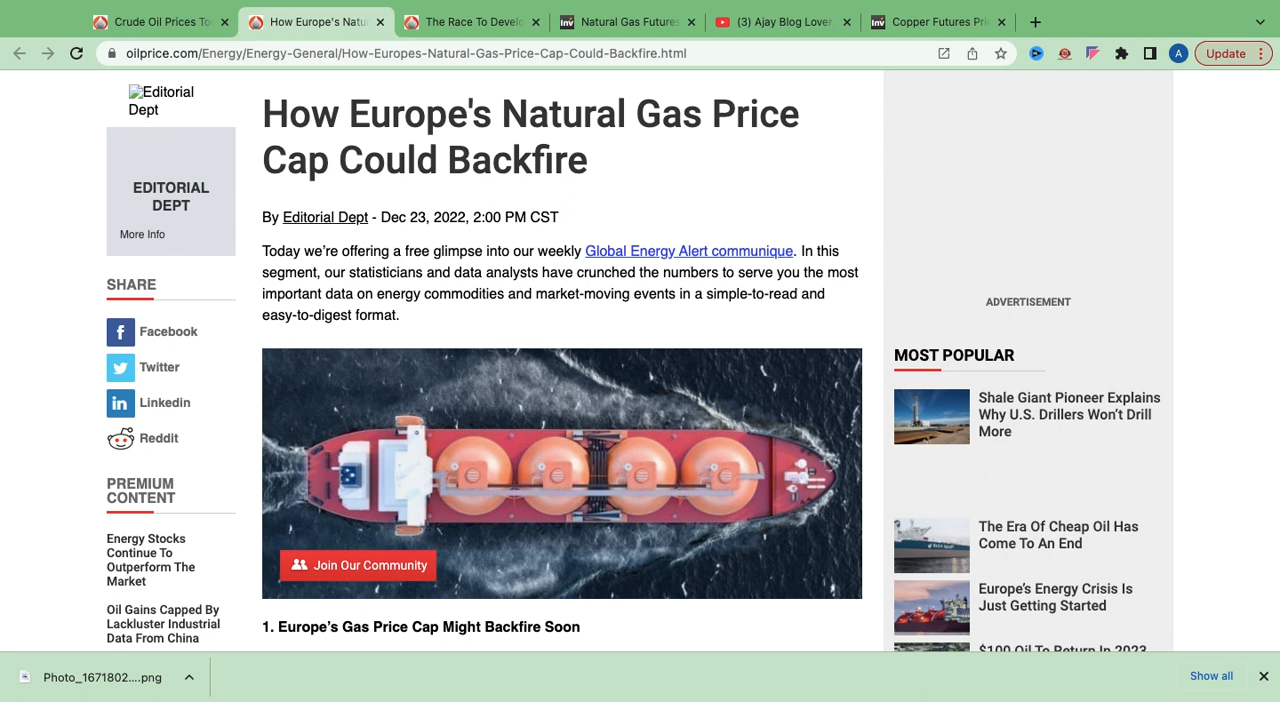 Crude Oil Prices To
How Europe's Natu
The Race To Develo
Natural Gas Futures
(3) Ajay Blog Lover
Copper Futures Pri
oilprice.com/Energy/Energy-General/How-Europes-Natural-Gas-Price-Cap-Could-Backfire.html
A
Update
Editorial
Dept
EDITORIAL
DEPT
More Info
SHARE
Facebook
Twitter
Linkedin
Reddit
PREMIUM
CONTENT
Energy Stocks
Continue To
Outperform The
Market
Oil Gains Capped By
Lackluster Industrial
Data From China
How Europe's Natural Gas Price
Cap Could Backfire
By Editorial Dept - Dec 23, 2022, 2:00 PM CST
Today we’re offering a free glimpse into our weekly Global Energy Alert communique. In this
segment, our statisticians and data analysts have crunched the numbers to serve you the most
important data on energy commodities and market-moving events in a simple-to-read and
easy-to-digest format.
Join Our Community
1. Europe’s Gas Price Cap Might Backfire Soon
ADVERTISEMENT
MOST POPULAR
Shale Giant Pioneer Explains
Why U.S. Drillers Won’t Drill
More
The Era Of Cheap Oil Has
Come To An End
Europe’s Energy Crisis Is
Just Getting Started
$100 Oil To Return In 2023
Photo_1671802....png
Show all